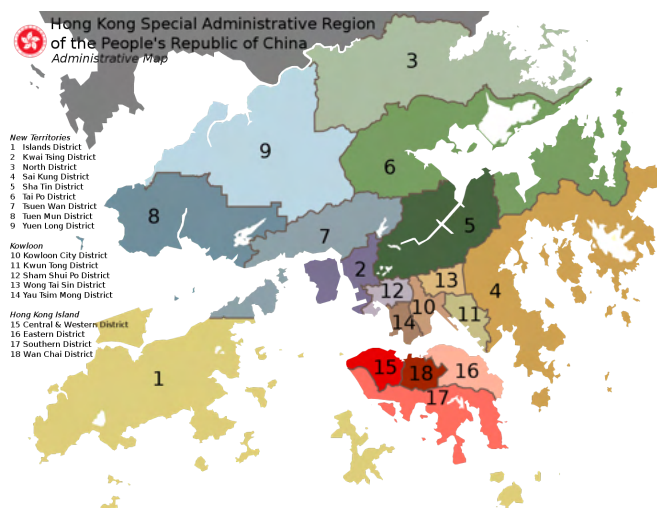 Hong Kong Special Administrative Region
of the People's Republic of China
Administrative Map
New Territories
1 Islands District
2 Kwai Tsing District
3 North District
4 Sai Kung District
5 Sha Tin District
6 Tai Po District
7 Tsuen Wan District
8 Tuen Mun District
9 Yuen Long District
Kowloon
10 Kowloon City District
11 Kwun Tong District
12 Sham Shui Po District
13 Wong Tai Sin District
14 Yau Tsim Mong District
Hong Kong Island
15 Central & Western District
16 Eastern District
17 Southern District
18 Wan Chai District
3
9
6
8
5
7
2
13
12
4
10
11
14
15
18
16
1
17